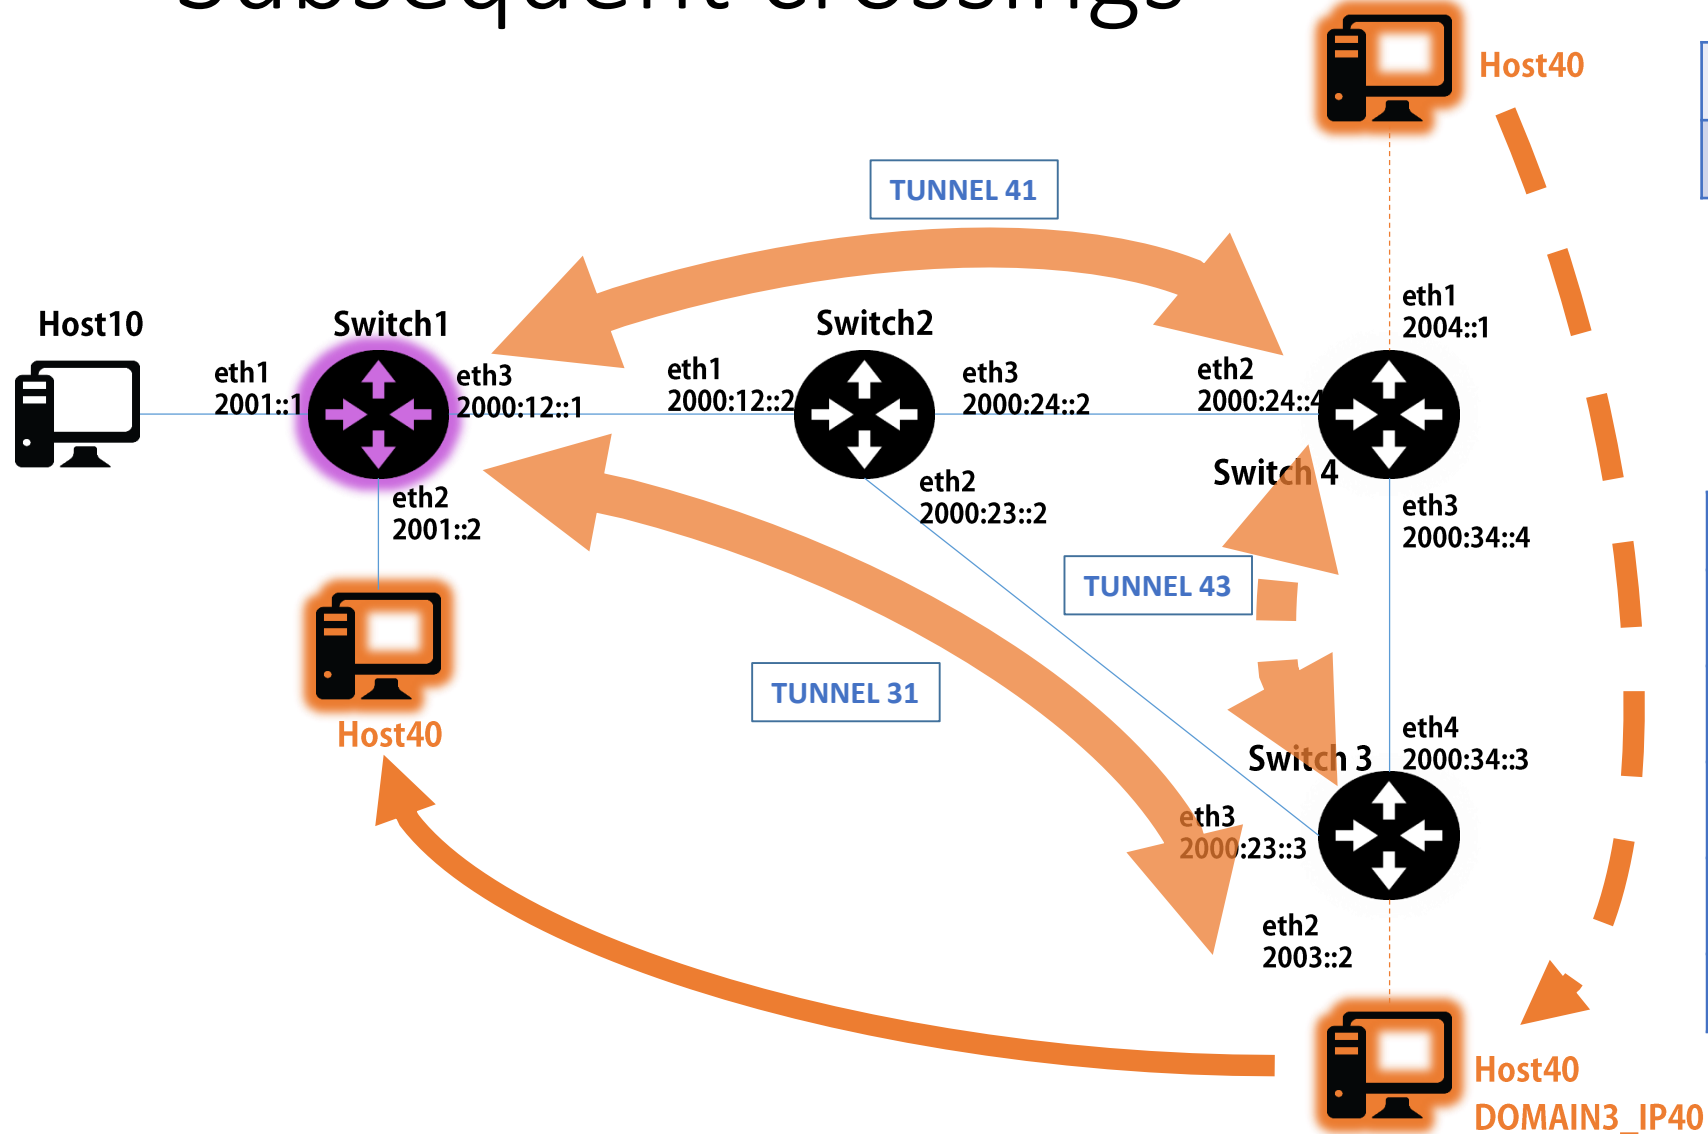 Subsequent crossings
Host40
TUNNEL 41
eth1
2004::1
Host10
Switch1
Switch2
eth1
2001::1
eth3
2000:12::1
eth1
2000:12::2
eth3
2000:24::2
eth2
2000:24::4
Switch 4
eth2
2001::2
eth2
2000:23::2
eth3
2000:34::4
TUNNEL 43
TUNNEL 31
Host40
Switch 3
eth4
2000:34::3
eth3
2000:23::3
eth2
2003::2
Host40
DOMAIN3_IP40